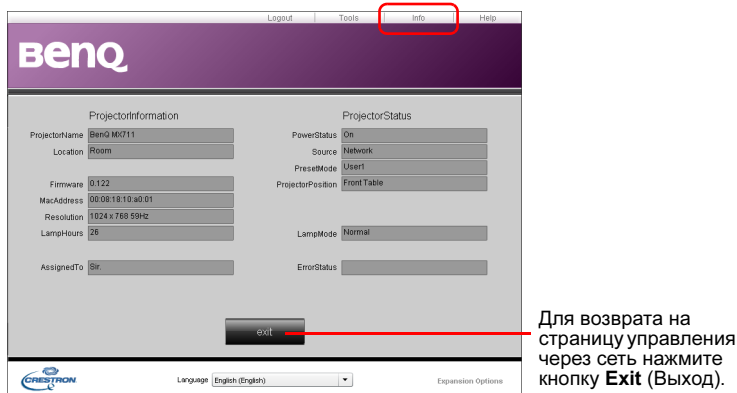 Logout Tools Info Help
BenQ
ProjectorInformation ProjectorStatus
ProjectorName BenQ MX711 PowerStatus On
Location Room Source Network
PresetMode User1
Firmware 0.122 ProjectorPosition Front Table
MacAddress 00:08:18:10:a0:01
Resolution 1024 x 768 59Hz
LampHours 26 LampMode Normal
AssignedTo Sir. ErrorStatus
exit
Для возврата на
страницу управления
через сеть нажмите
кнопку Exit (Выход).
CRESTRON Language English (English) Expansion Options